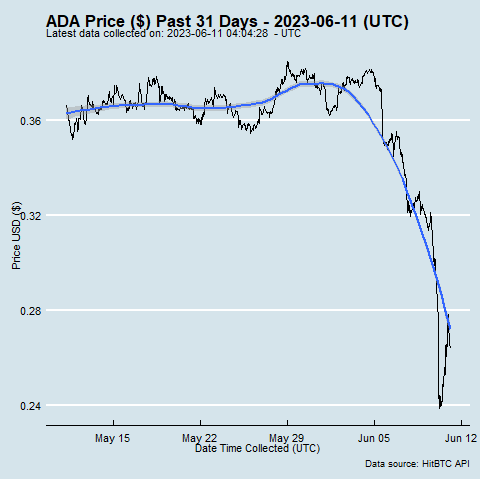 ADA Price ($) Past 31 Days - 2023-06-11 (UTC)
Latest data collected on: 2023-06-11 04:04:28 - UTC
Price USD ($)
0.36
0.32
0.28
0.24
May 15 May 22 May 29 Jun 05 Jun 12
Date Time Collected (UTC)
Data source: HitBTC API